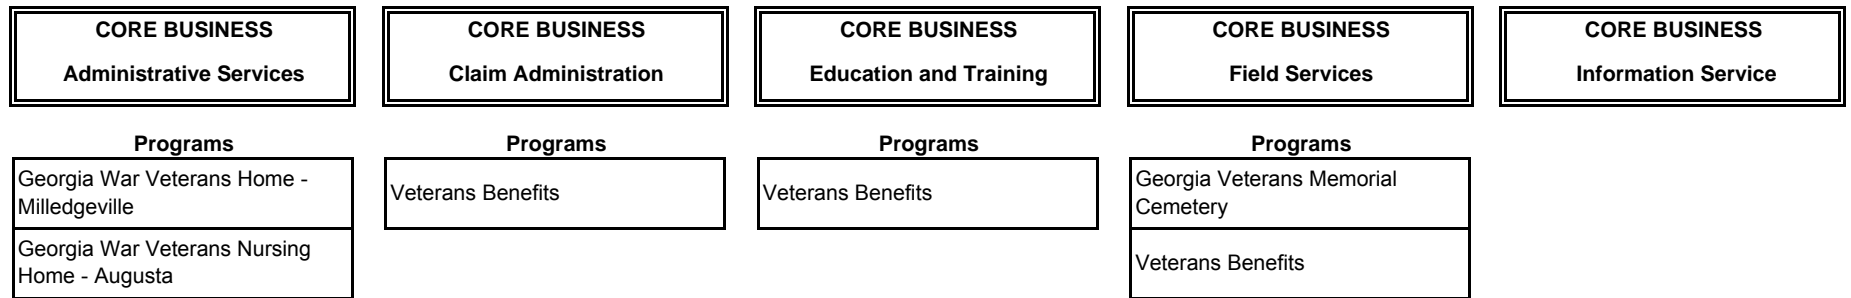 CORE BUSINESS
Administrative Services
CORE BUSINESS
Claim Administration
CORE BUSINESS
Education and Training
CORE BUSINESS
Field Services
CORE BUSINESS
Information Service
Programs
Georgia War Veterans Home -
Milledgeville
Georgia War Veterans Nursing
Home - Augusta
Programs
Veterans Benefits
Programs
Veterans Benefits
Programs
Georgia Veterans Memorial
Cemetery
Veterans Benefits